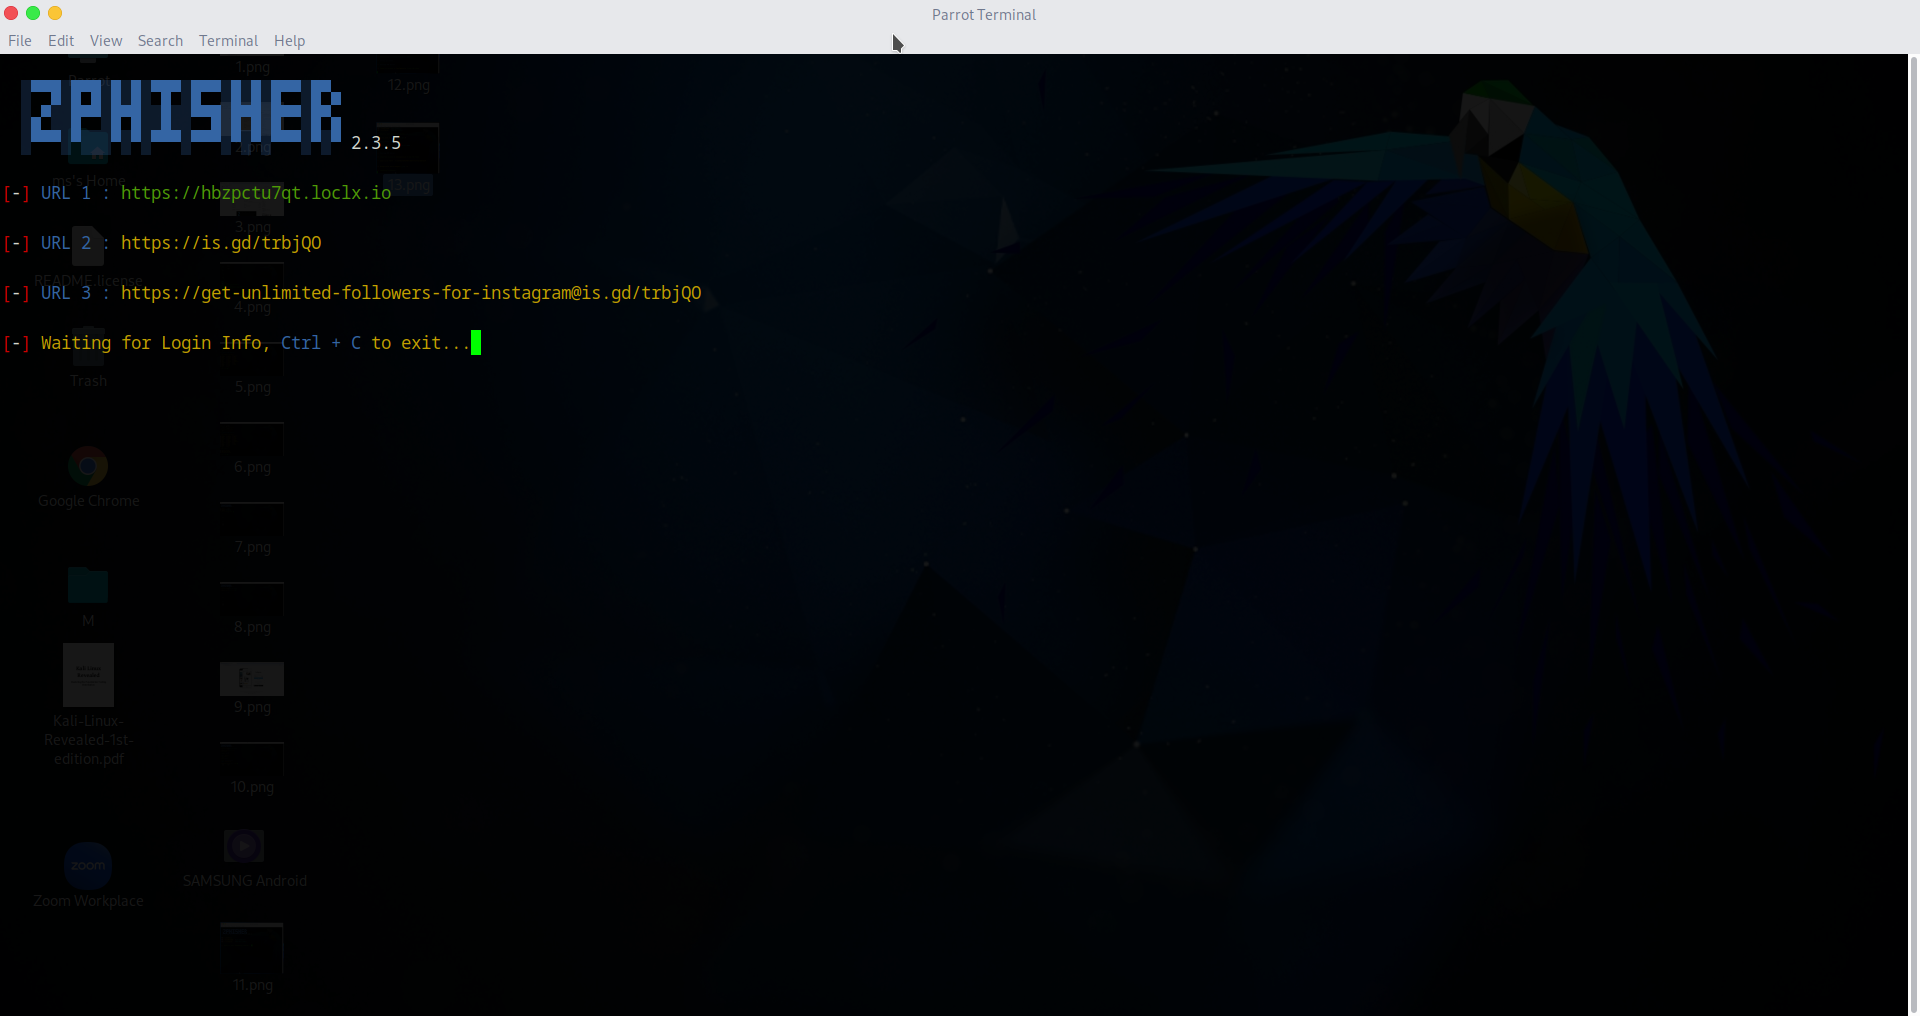 Parrot Terminal
File Edit View Search Terminal Help
1.png
12.png
ZPHISHER 2.3.5
2.png
ms's Home
13.png
[-] URL 1 : https://hbzpctu7qt.loclx.io
3.png
[-] URL 2 : https://is.gd/trbjQO
README.license
[-] URL 3 : https://get-unlimited-followers-for-instagram@is.gd/trbjQO
4.png
[-] Waiting for Login Info, Ctrl + C to exit...
Trash
5.png
6.png
Google Chrome
7.png
M
8.png
9.png
Kali-Linux-
Revealed-1st-
edition.pdf
10.png
zoom
SAMSUNG Android
Zoom Workplace
11.png